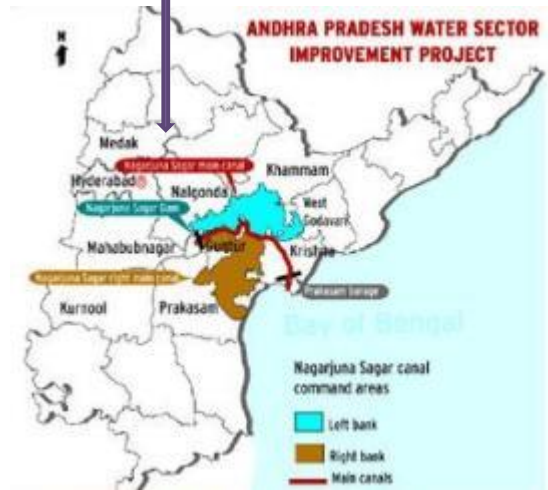 ANDHRA PRADESH WATER SECTOR
IMPROVEMENT PROJECT
N
Medak
Nagarjuna Sagar main canal
Khammam
Hyderabad
Nalgonda
West
Godavari
Nagarjuna Sagar Dam
Mahabubnagar
Guntur
Krishna
Nagarjuna Sagar right main canal
Prakasam Barrage
Kurnool
Prakasam
Bay of Bengal
Nagarjuna Sagar canal
command areas
Left bank
Right bank
Main canals